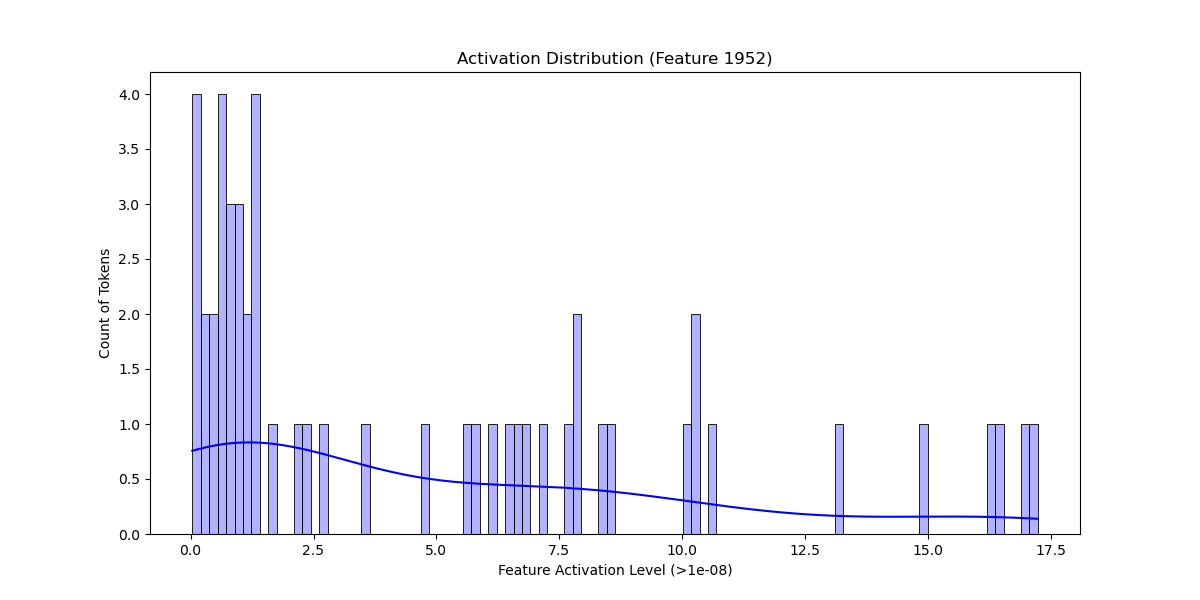 Activation Distribution (Feature 1952)
Count of Tokens
4.0
3.5
3.0
2.5
2.0
1.5
1.0
0.5
0.0
0.0 2.5 5.0 7.5 10.0 12.5 15.0 17.5
Feature Activation Level (>1e-08)